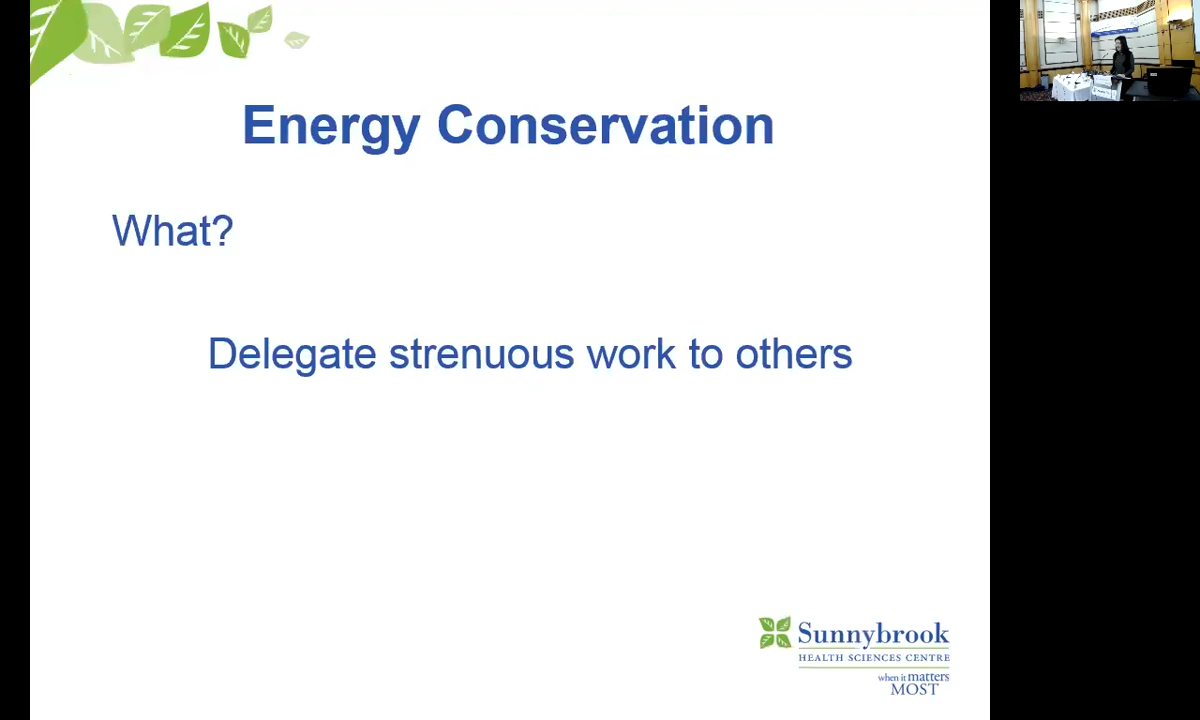 Energy Conservation
What?
Delegate strenuous work to others
Sunnybrook
HEALTH SCIENCES CENTRE
when it matters
MOST